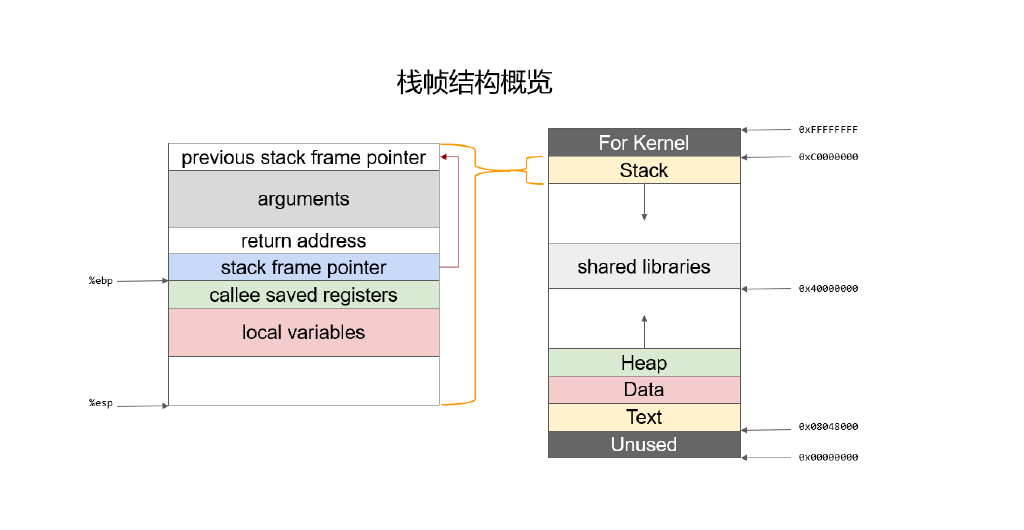 栈帧结构概览
previous stack frame pointer
arguments
return address
stack frame pointer
%ebp
callee saved registers
local variables
%esp
For Kernel
0xFFFFFFFF
0xC0000000
Stack
shared libraries
0x40000000
Heap
Data
Text
0x08048000
Unused
0x00000000